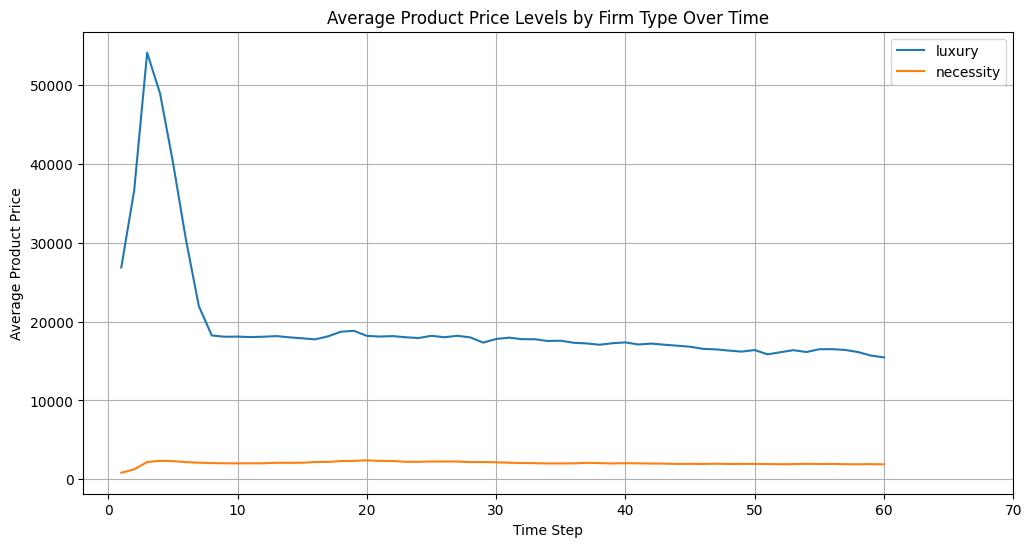 Average Product Price Levels by Firm Type Over Time
luxury
necessity
Average Product Price
50000
40000
30000
20000
10000
0
0 10 20 30 40 50 60 70
Time Step